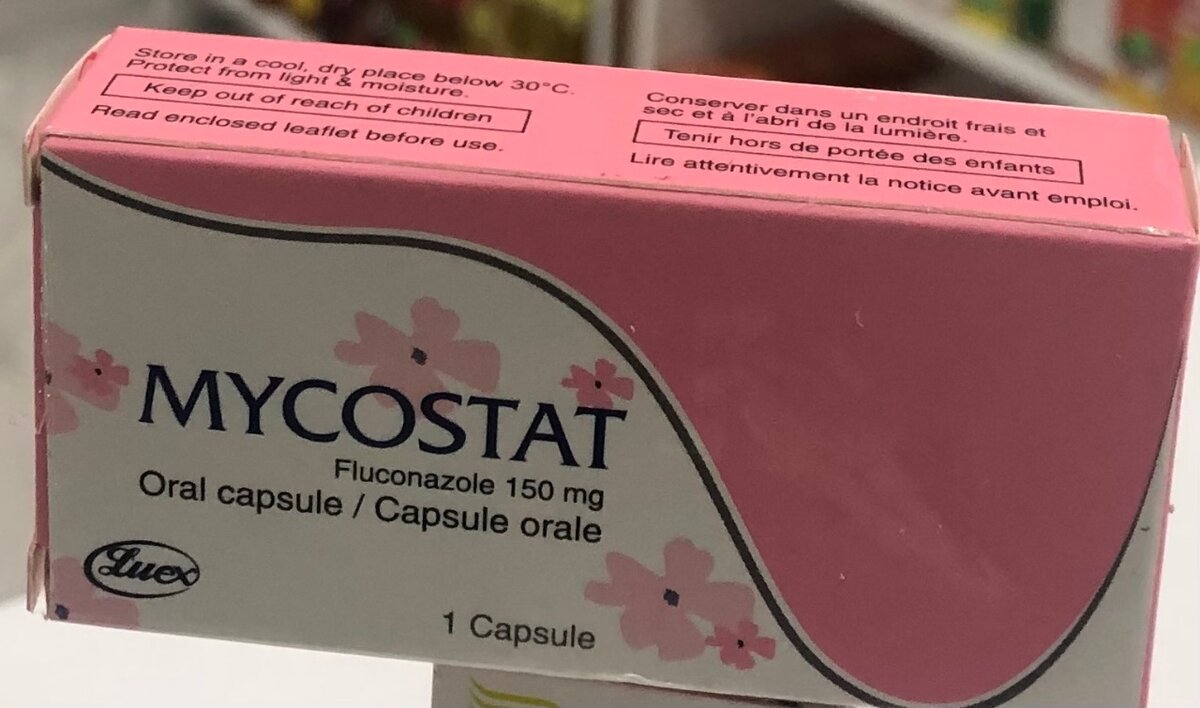 Store in a cool, dry place below 30°C.
Protect from light & moisture.
Keep out of reach of children
Read enclosed leaflet before use.
Conserver dans un endroit frais et
sec et à l'abri de la lumière.
Tenir hors de portée des enfants
Lire attentivement la notice avant emploi.
MYCOSTAT
Fluconazole 150 mg
Oral capsule / Capsule orale
Luex
1 Capsule